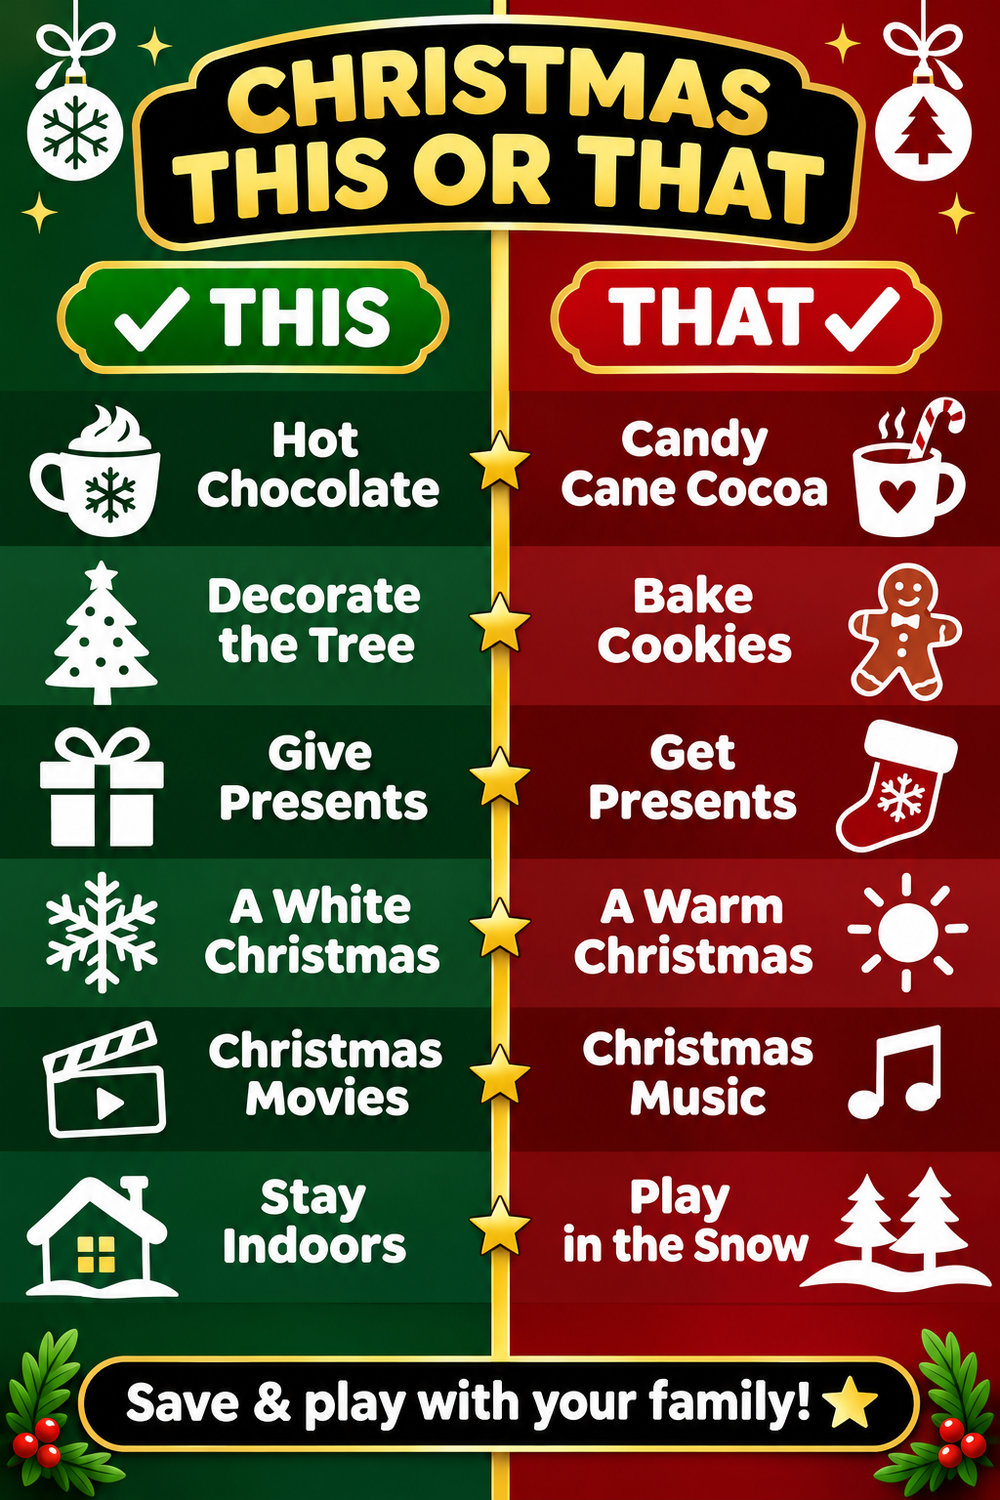 CHRISTMAS
THIS OR THAT
THIS
THAT
Hot
Chocolate
Candy
Cane Cocoa
Decorate
the Tree
Bake
Cookies
Give
Presents
Get
Presents
A White
Christmas
A Warm
Christmas
Christmas
Movies
Christmas
Music
Stay
Indoors
Play
in the Snow
Save & play with your family!